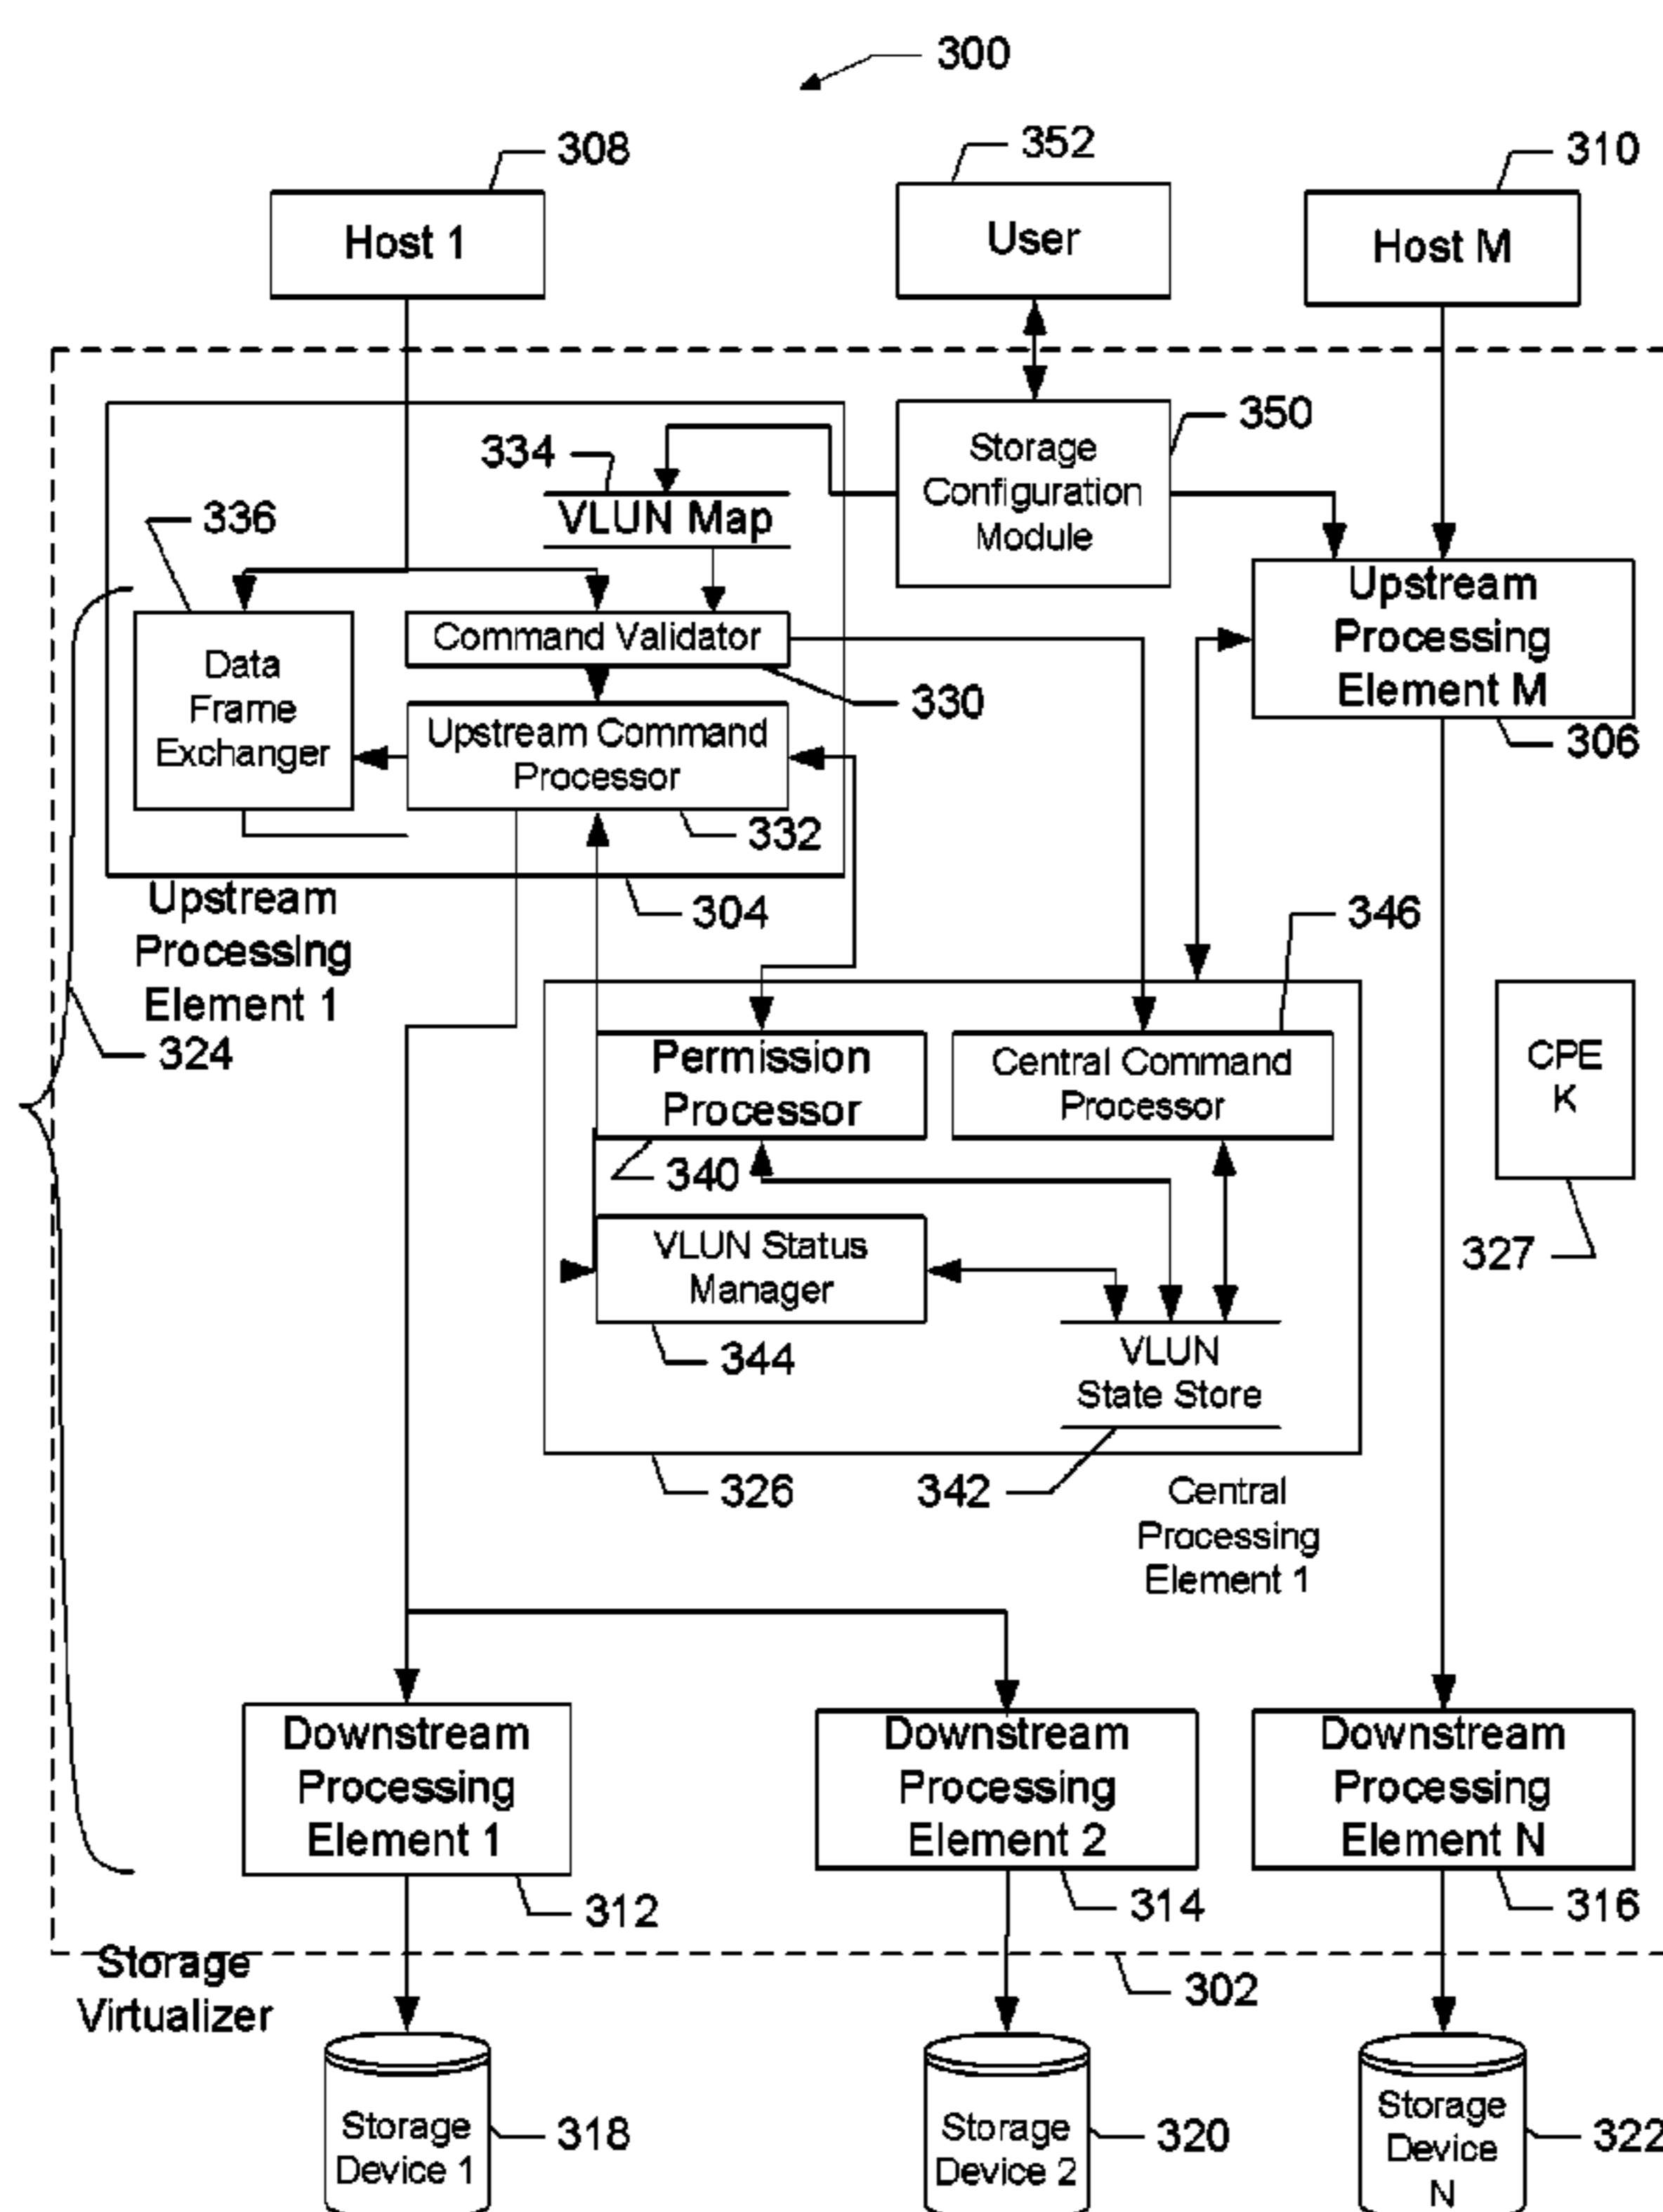 300
308
352
310
Host 1
User
Host M
334
350
VLUN Map
Storage
Configuration
Module
336
Upstream
Processing
Element M
Data
Frame
Exchanger
Command Validator
330
306
Upstream Command
Processor
332
Upstream
Processing
Element 1
304
346
324
Permission
Processor
Central Command
Processor
CPE
K
340
327
VLUN Status
Manager
344
VLUN
State Store
326
342
Central
Processing
Element 1
Downstream
Processing
Element 1
Downstream
Processing
Element 2
Downstream
Processing
Element N
312
314
316
Storage
Virtualizer
302
Storage
Device 1
318
Storage
Device 2
320
Storage
Device
N
322